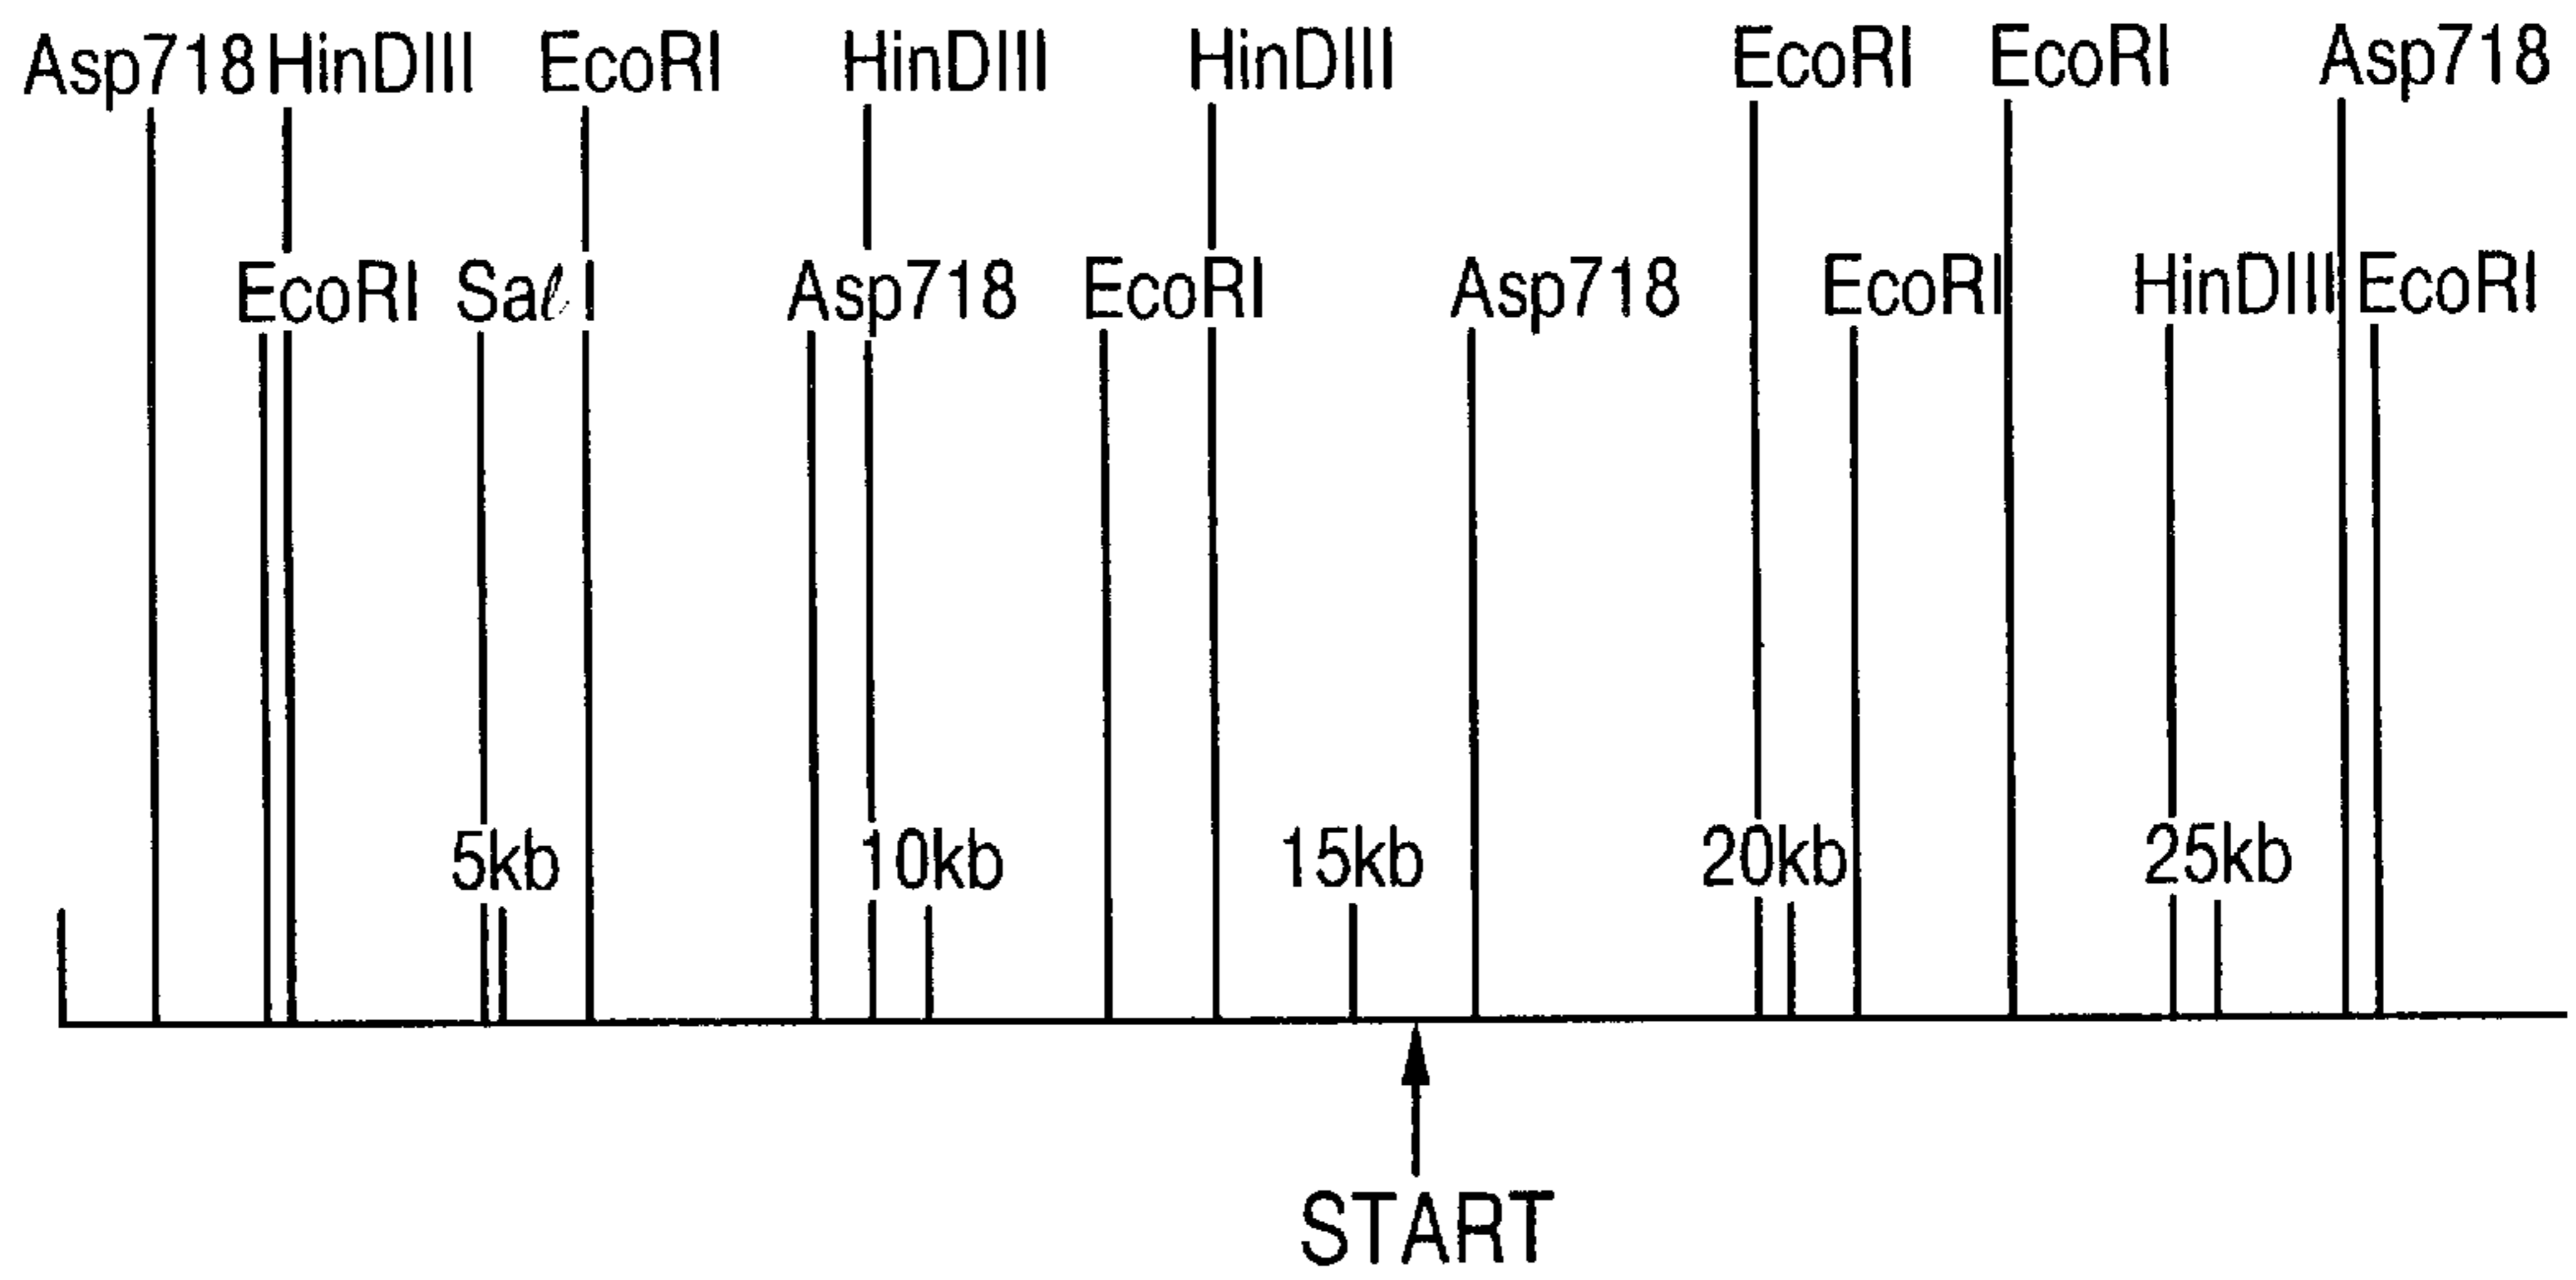 Asp718 HinDIII EcoRI HinDIII HinDIII EcoRI EcoRI Asp718
EcoRI Sal I Asp718 EcoRI Asp718 EcoRI HinDIII EcoRI
5kb 10kb 15kb 20kb 25kb
START